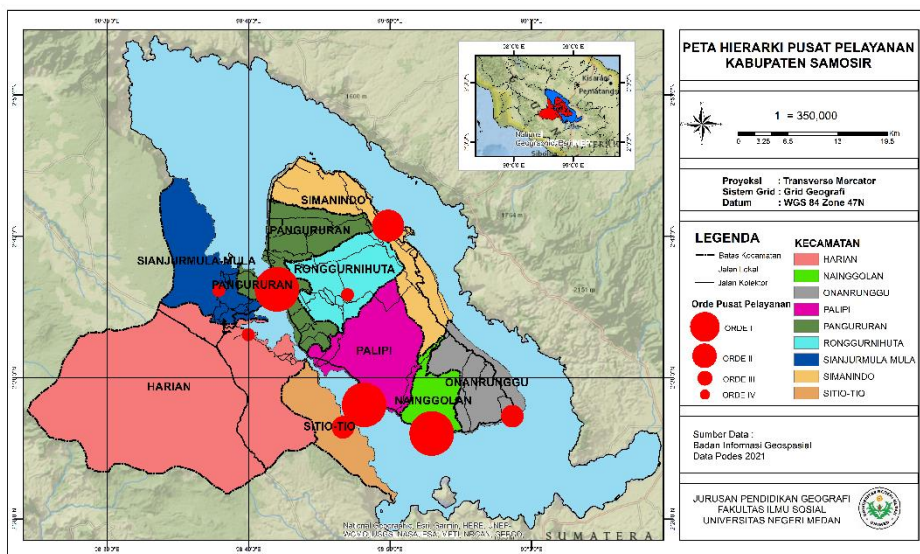 SIMANINDO
PANGURURAN
SIANJURMULA-MULA
RONGGURNIHUTA
PANGURURAN
PALIPI
HARIAN
ONANRUNGGU
NAINGGOLAN
SITIO-TIO
SUMATERA
Kisaran
Pematang
PETA HIERARKI PUSAT PELAYANAN
KABUPATEN SAMOSIR
1 = 350,000
0 3.25 6.5 13 19.5
Proyeksi : Transverso Mercator
Sistem Grid : Grid Geografi
Datum : WGS 84 Zone 47N
LEGENDA
Batas Kecamatan
Jalan Lokal
Jalan Kolektor
Orde Pusat Pelayanan
ORDE I
ORDE II
ORDE III
ORDE IV
KECAMATAN
HARIAN
NAINGGOLAN
ONANRUNGGU
PALIPI
PANGURURAN
RONGGURNIHUTA
SIANJURMULA MULA
SIMANINDO
SITIO-TIO
Sumber Data :
Badan Informasi Geospasial
Data Podes 2021
JURUSAN PENDIDIKAN GEOGRAFI
FAKULTAS ILMU SOSIAL
UNIVERSITAS NEGERI MEDAN